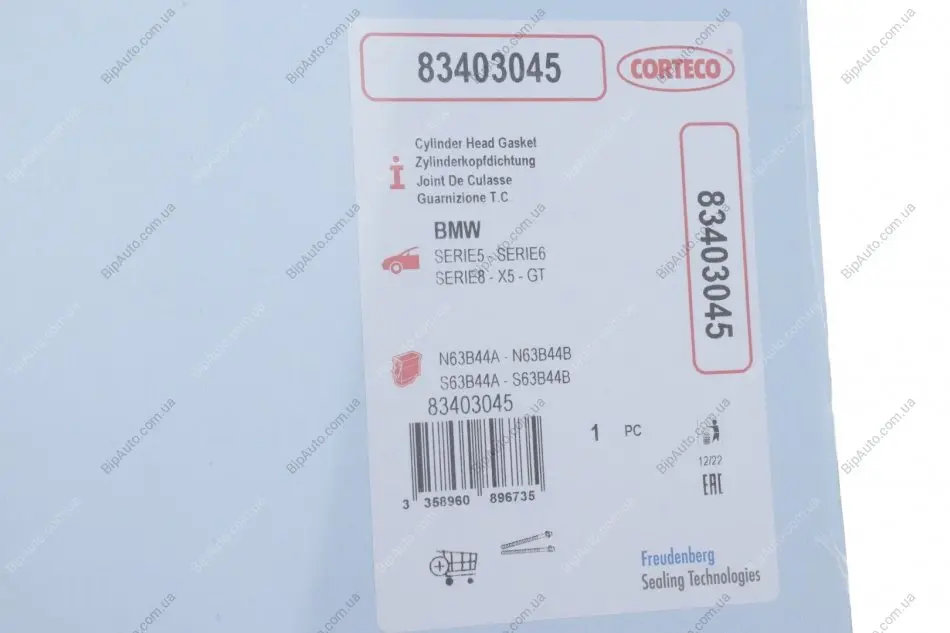 83403045
CORTECO
Cylinder Head Gasket
Zylinderkopfdichtung
Joint De Culasse
Guarnizione T.C
BMW
SERIE5 - SERIE6
SERIE8 - X5 - GT
83403045
N63B44A - N63B44B
S63B44A - S63B44B
83403045
3 358960 896735
1 PC
12/22
EAC
Freudenberg
Sealing Technologies
BipAuto.com.ua